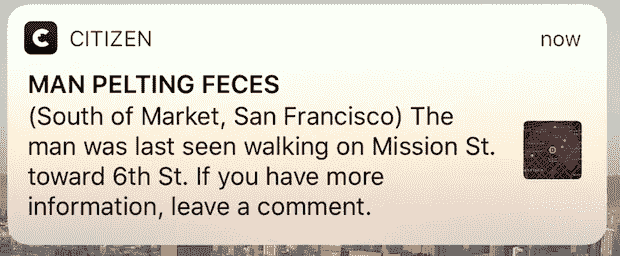 CITIZEN
now
MAN PELTING FECES
(South of Market, San Francisco) The
man was last seen walking on Mission St.
toward 6th St. If you have more
information, leave a comment.